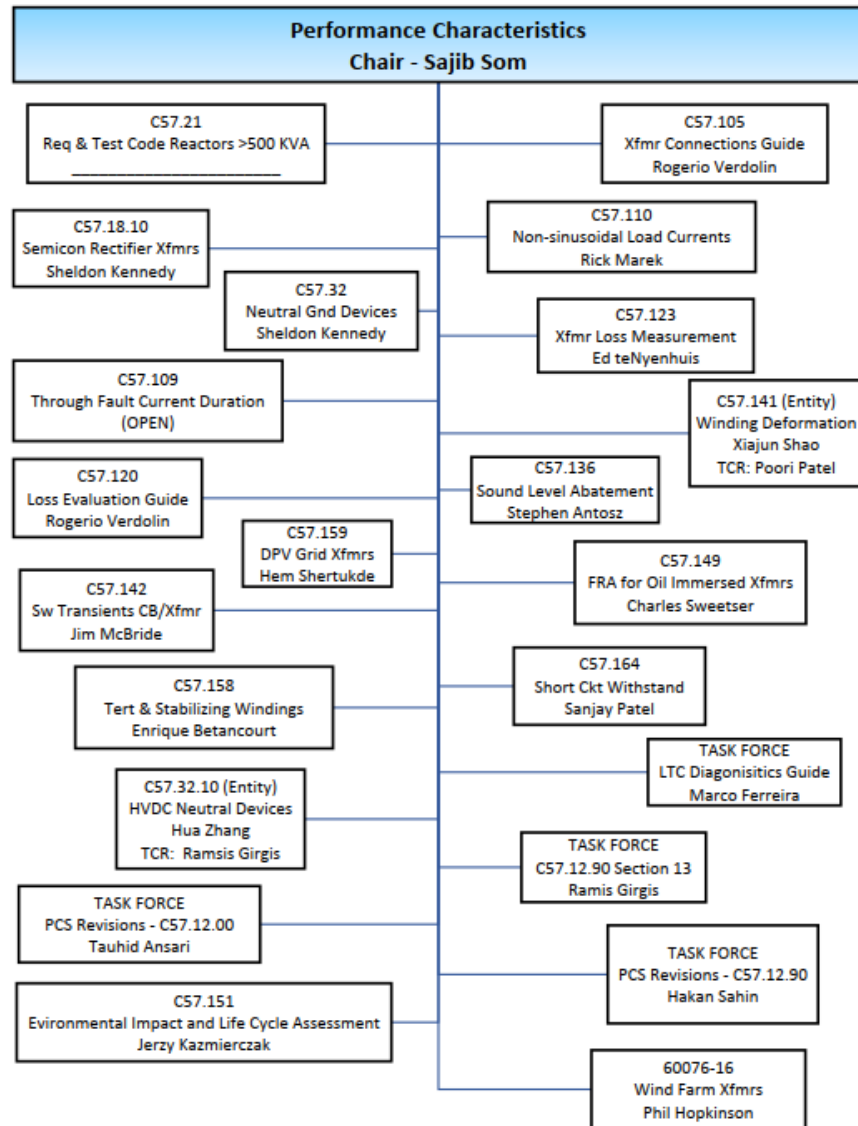 Performance Characteristics
Chair - Sajib Som
C57.21
Req & Test Code Reactors >500 KVA
________________________
C57.105
Xfmr Connections Guide
Rogerio Verdolin
C57.18.10
Semicon Rectifier Xfmrs
Sheldon Kennedy
C57.110
Non-sinusoidal Load Currents
Rick Marek
C57.32
Neutral Gnd Devices
Sheldon Kennedy
C57.123
Xfmr Loss Measurement
Ed teNyenhuis
C57.109
Through Fault Current Duration
(OPEN)
C57.141 (Entity)
Winding Deformation
Xiajun Shao
TCR: Poori Patel
C57.120
Loss Evaluation Guide
Rogerio Verdolin
C57.136
Sound Level Abatement
Stephen Antosz
C57.159
DPV Grid Xfmrs
Hem Shertukde
C57.149
FRA for Oil Immersed Xfmrs
Charles Sweetser
C57.142
Sw Transients CB/Xfmr
Jim McBride
C57.164
Short Ckt Withstand
Sanjay Patel
C57.158
Tert & Stabilizing Windings
Enrique Betancourt
TASK FORCE
LTC Diagonisitics Guide
Marco Ferreira
C57.32.10 (Entity)
HVDC Neutral Devices
Hua Zhang
TCR: Ramsis Girgis
TASK FORCE
C57.12.90 Section 13
Ramis Girgis
TASK FORCE
PCS Revisions - C57.12.00
Tauhid Ansari
TASK FORCE
PCS Revisions - C57.12.90
Hakan Sahin
C57.151
Evironmental Impact and Life Cycle Assessment
Jerzy Kazmierczak
60076-16
Wind Farm Xfmrs
Phil Hopkinson